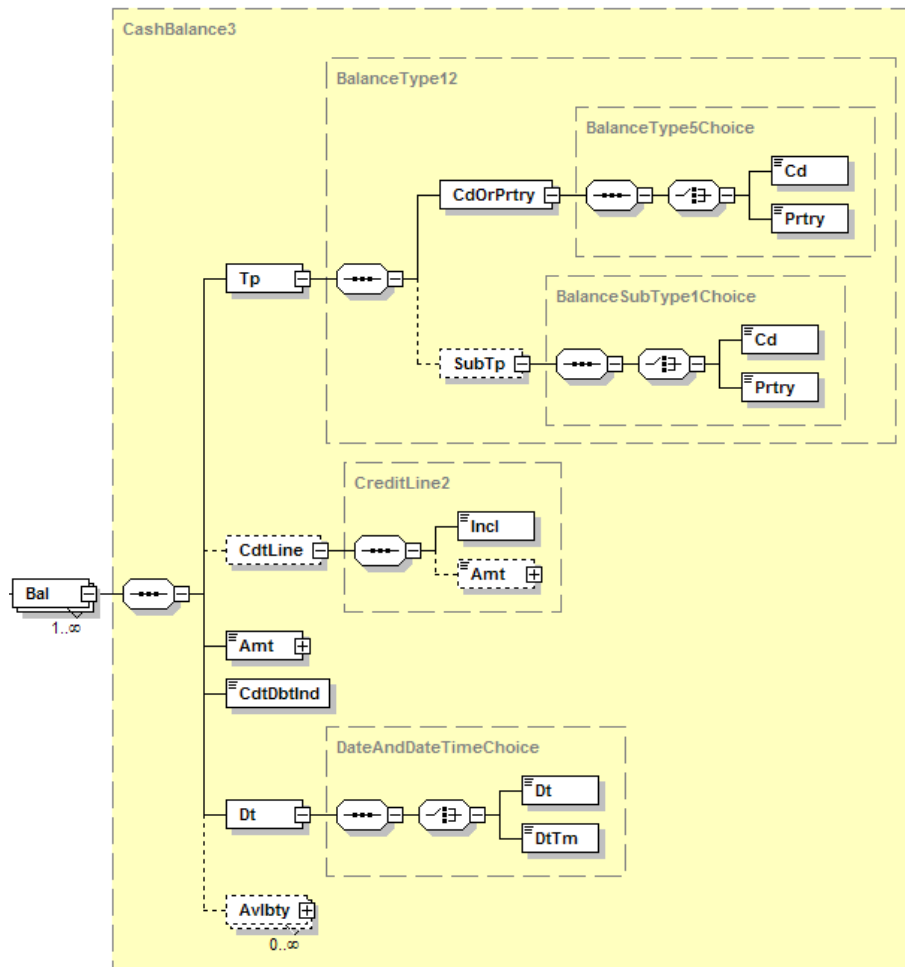 CashBalance3
BalanceType12
BalanceType5Choice
Cd
CdOrPrtry
Prtry
Tp
BalanceSubType1Choice
Cd
SubTp
Prtry
CreditLine2
Incl
CdtLine
Amt
Bal
1..∞
Amt
CdtDbtInd
DateAndDateTimeChoice
Dt
Dt
DtTm
Avlbty
0..∞